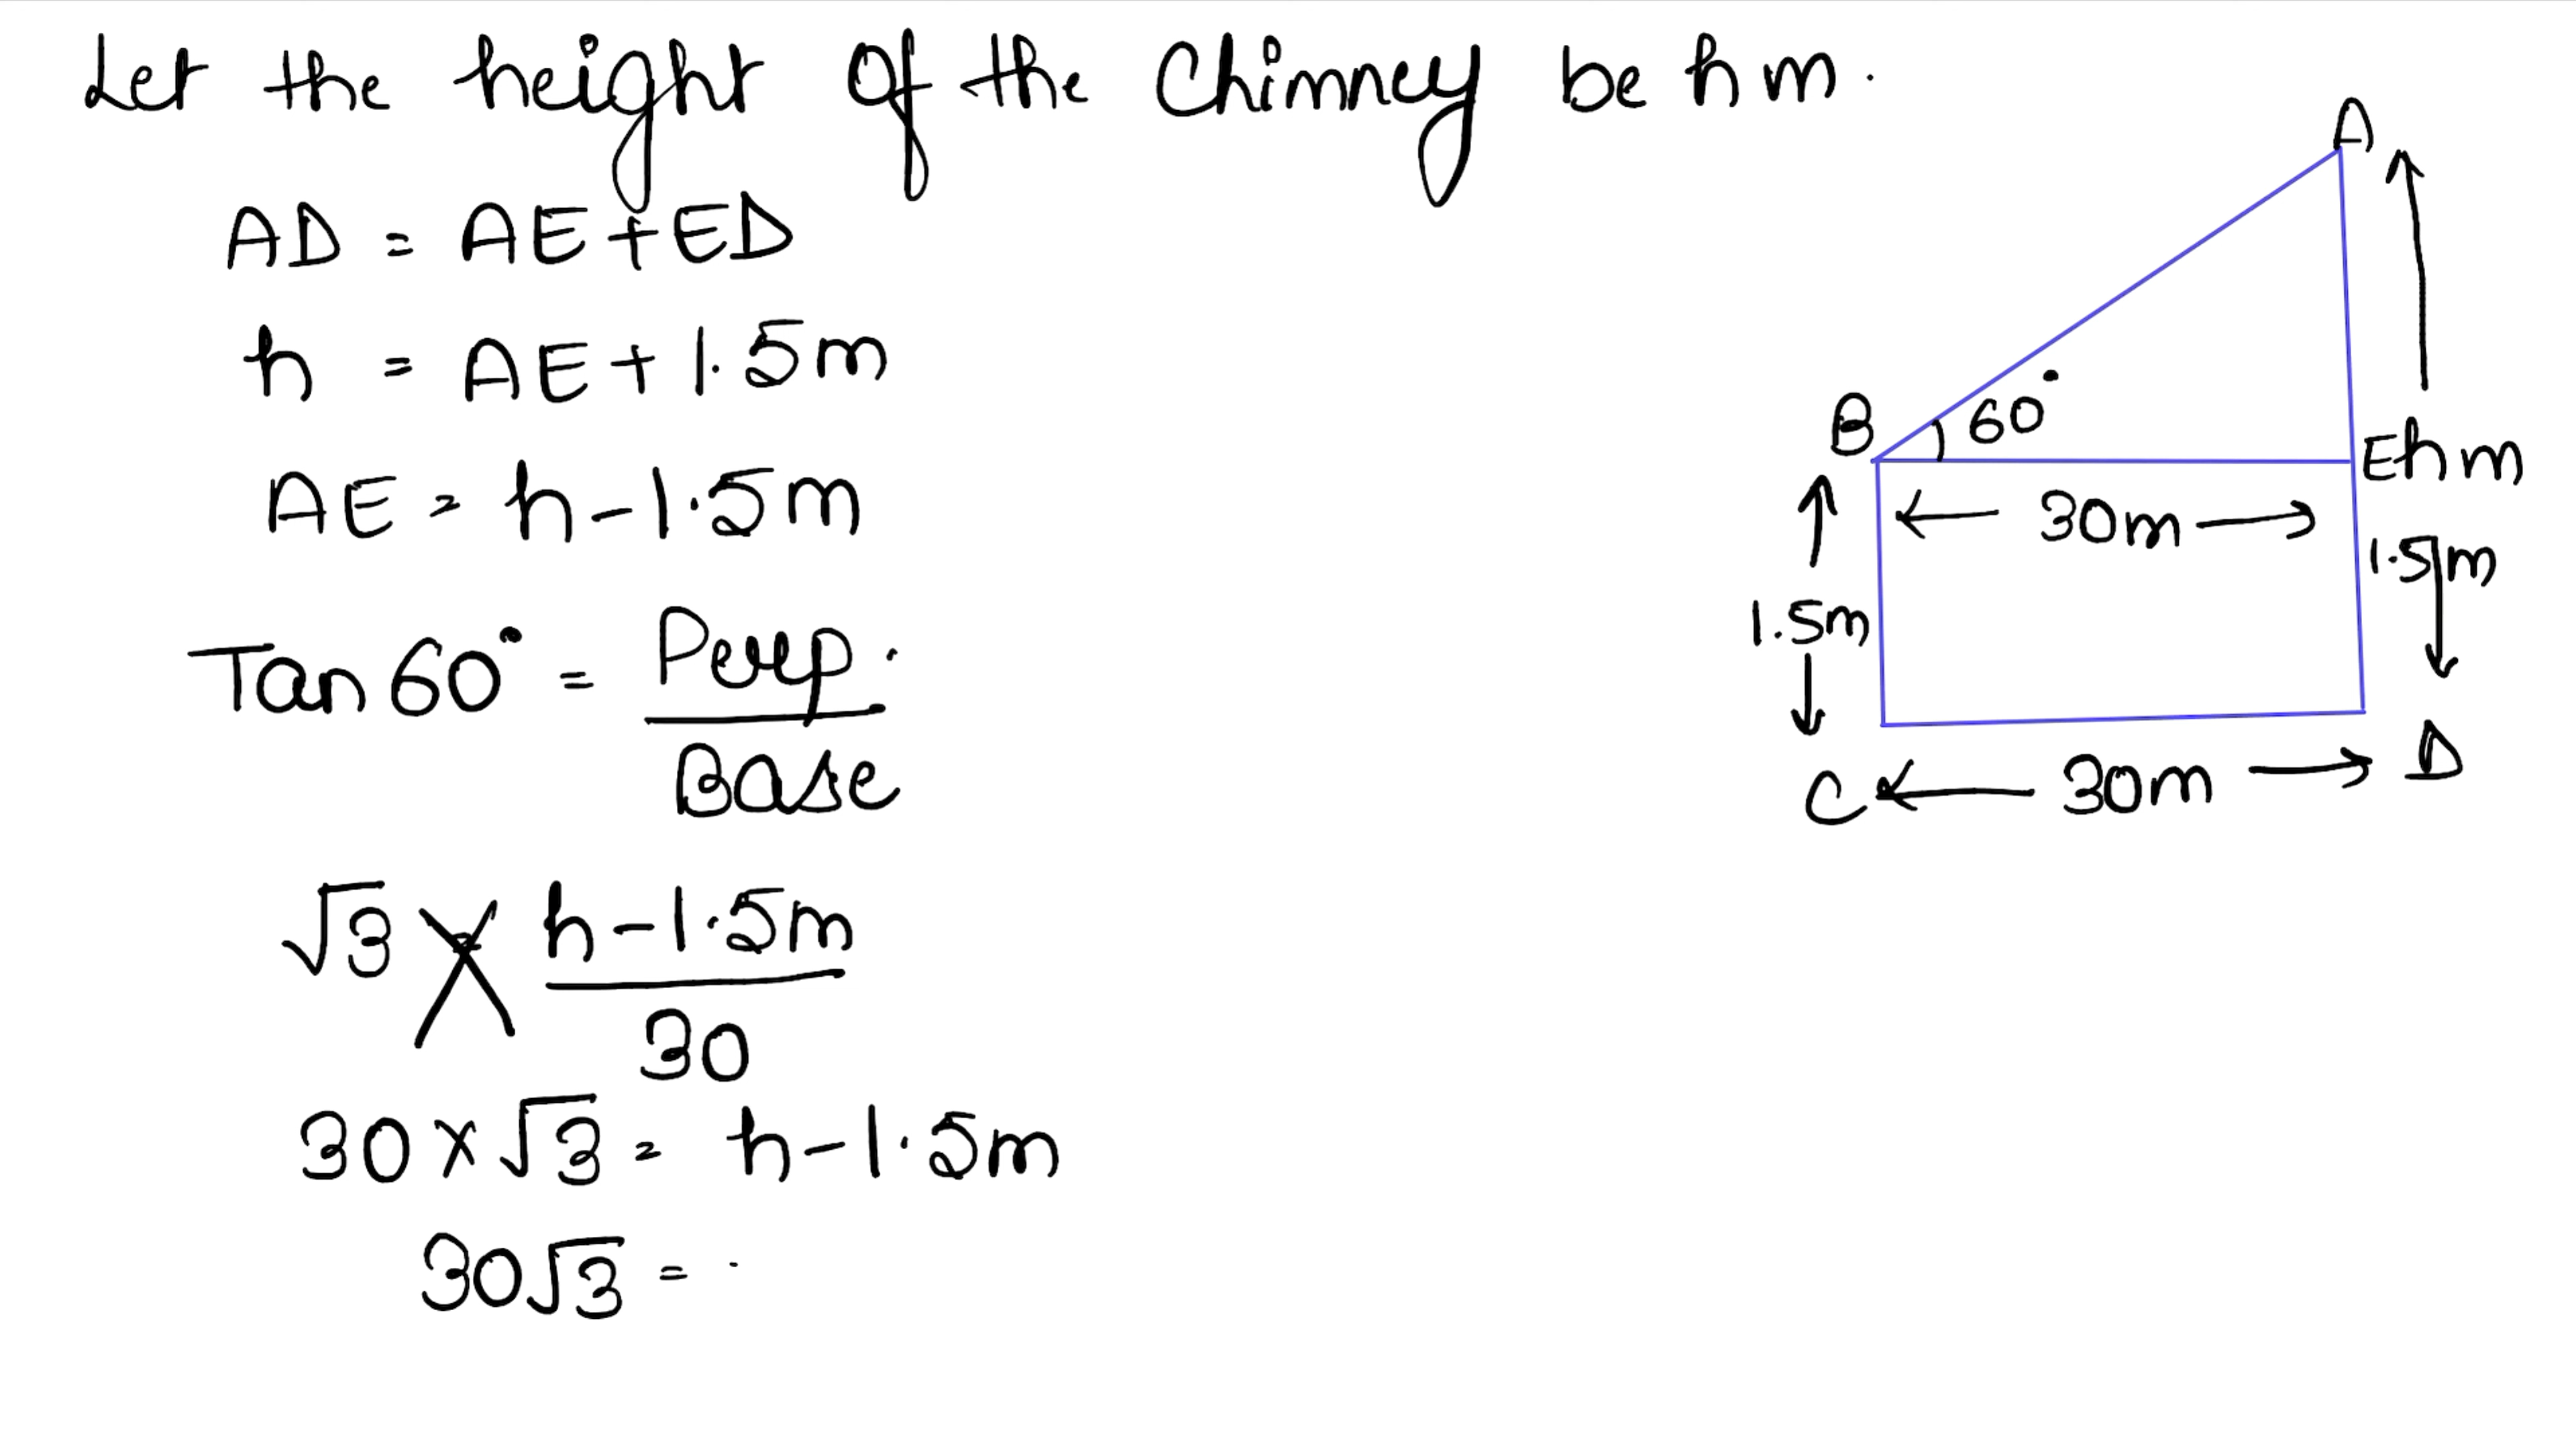 Let the height of the chimney be h m.
AD = AE + ED
h = AE + 1.5m
AE = h - 1.5m
Tan 60° = Perp.
Base
√3 = h - 1.5m
30
30 × √3 = h - 1.5m
30√3 = .
A
B
60°
E h m
30m
1.5m
1.5m
C
30m
D